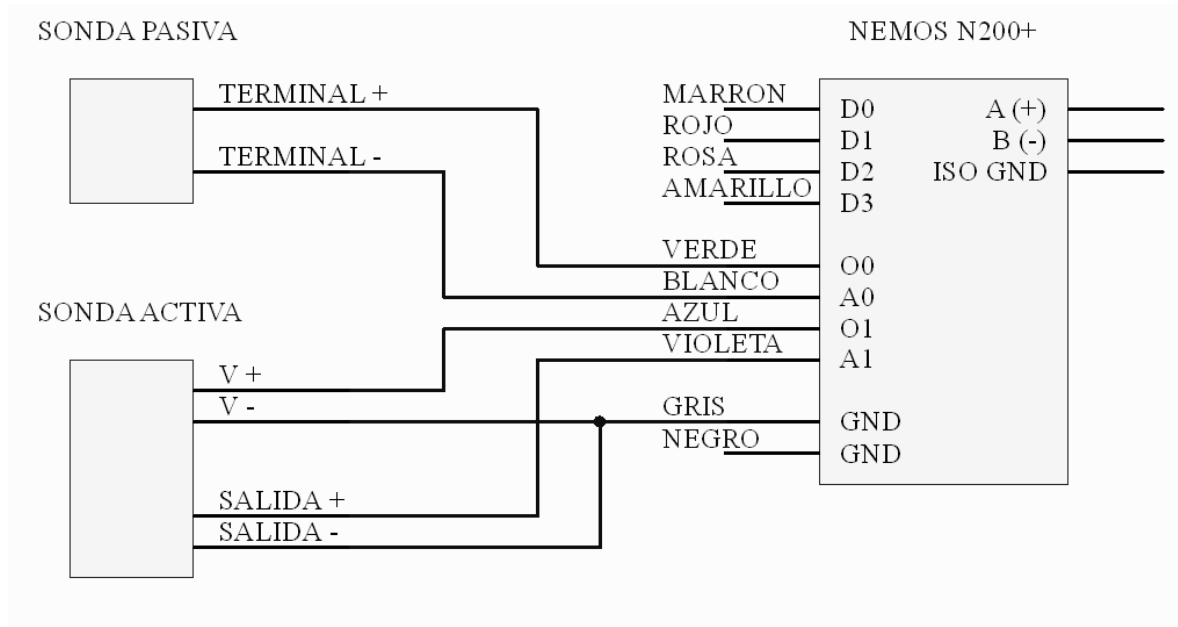 SONDA PASIVA
TERMINAL +
TERMINAL -
SONDA ACTIVA
V +
V -
SALIDA +
SALIDA -
NEMOS N200+
MARRON
ROJO
ROSA
AMARILLO
VERDE
BLANCO
AZUL
VIOLETA
GRIS
NEGRO
D0
D1
D2
D3
O0
A0
O1
A1
GND
GND
A (+)
B (-)
ISO GND